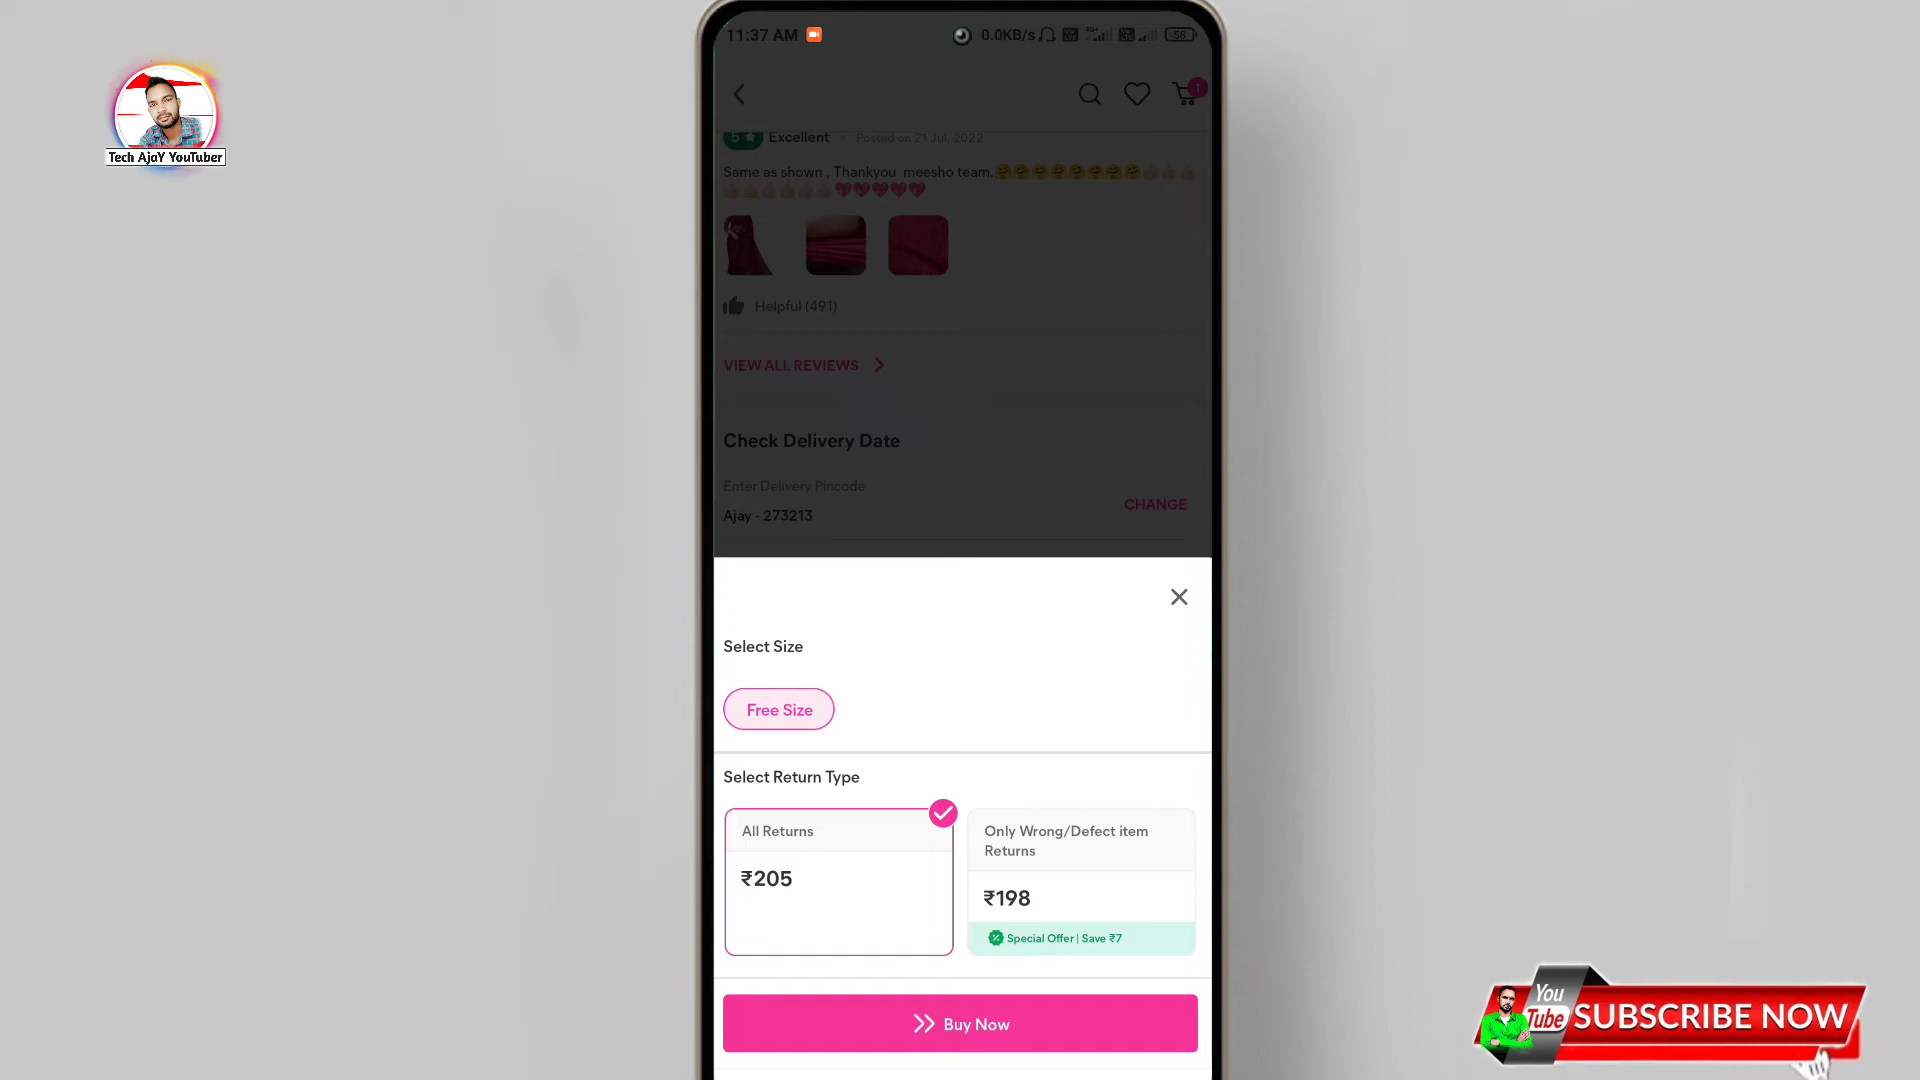 11:37 AM
0.0KB/s
58
1
Tech AjaY YouTuber
5 Excellent Posted on 21 Jul, 2022
Same as shown , Thankyou meesho team.
Helpful (491)
VIEW ALL REVIEWS
Check Delivery Date
Enter Delivery Pincode
Ajay - 273213
CHANGE
Select Size
Free Size
Select Return Type
All Returns
₹205
Only Wrong/Defect item
Returns
₹198
Special Offer | Save ₹7
Buy Now
You
Tube
SUBSCRIBE NOW